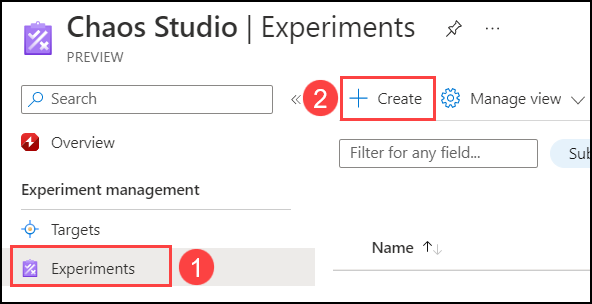 Chaos Studio | Experiments ...
PREVIEW
Search
«
2
+ Create
Manage view
Overview
Filter for any field...
Sub
Experiment management
Targets
Name ↑↓
Experiments
1